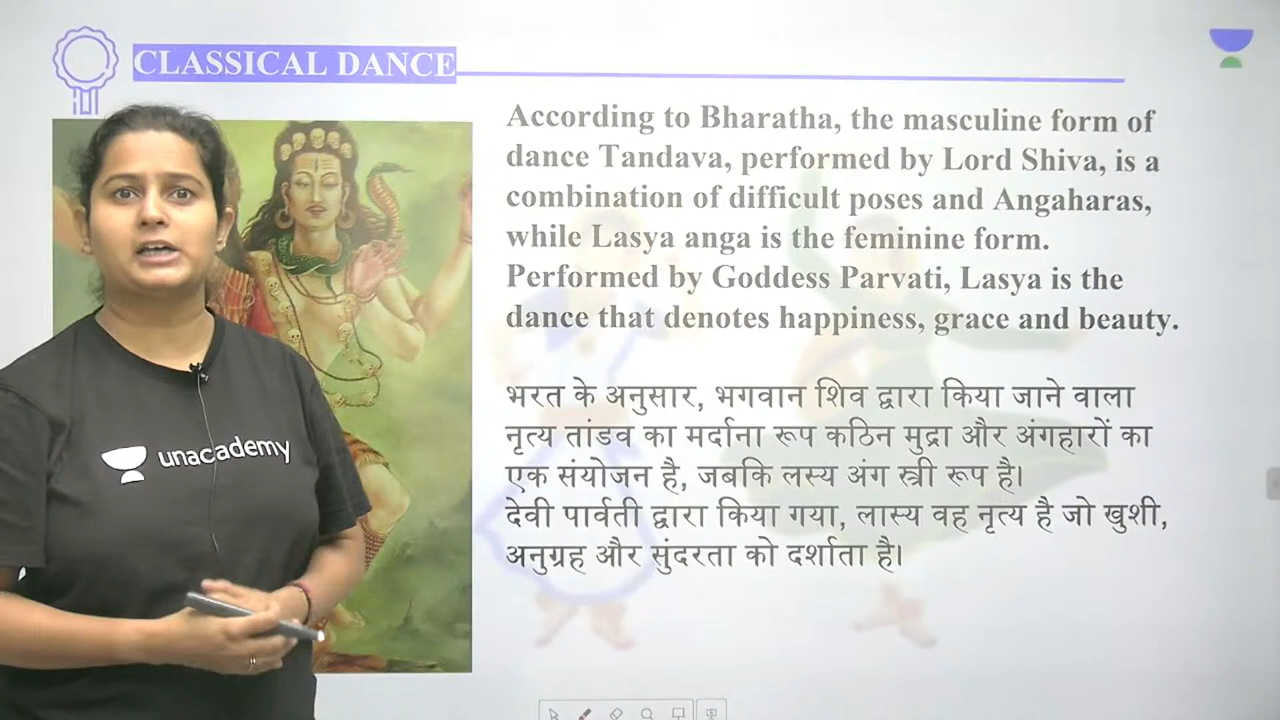 CLASSICAL DANCE
According to Bharatha, the masculine form of
dance Tandava, performed by Lord Shiva, is a
combination of difficult poses and Angaharas,
while Lasya anga is the feminine form.
Performed by Goddess Parvati, Lasya is the
dance that denotes happiness, grace and beauty.
भरत के अनुसार, भगवान शिव द्वारा किया जाने वाला
नृत्य तांडव का मर्दाना रूप कठिन मुद्रा और अंगहारों का
एक संयोजन है, जबकि लस्य अंग स्त्री रूप है।
देवी पार्वती द्वारा किया गया, लास्य वह नृत्य है जो खुशी,
अनुग्रह और सुंदरता को दर्शाता है।
unacademy